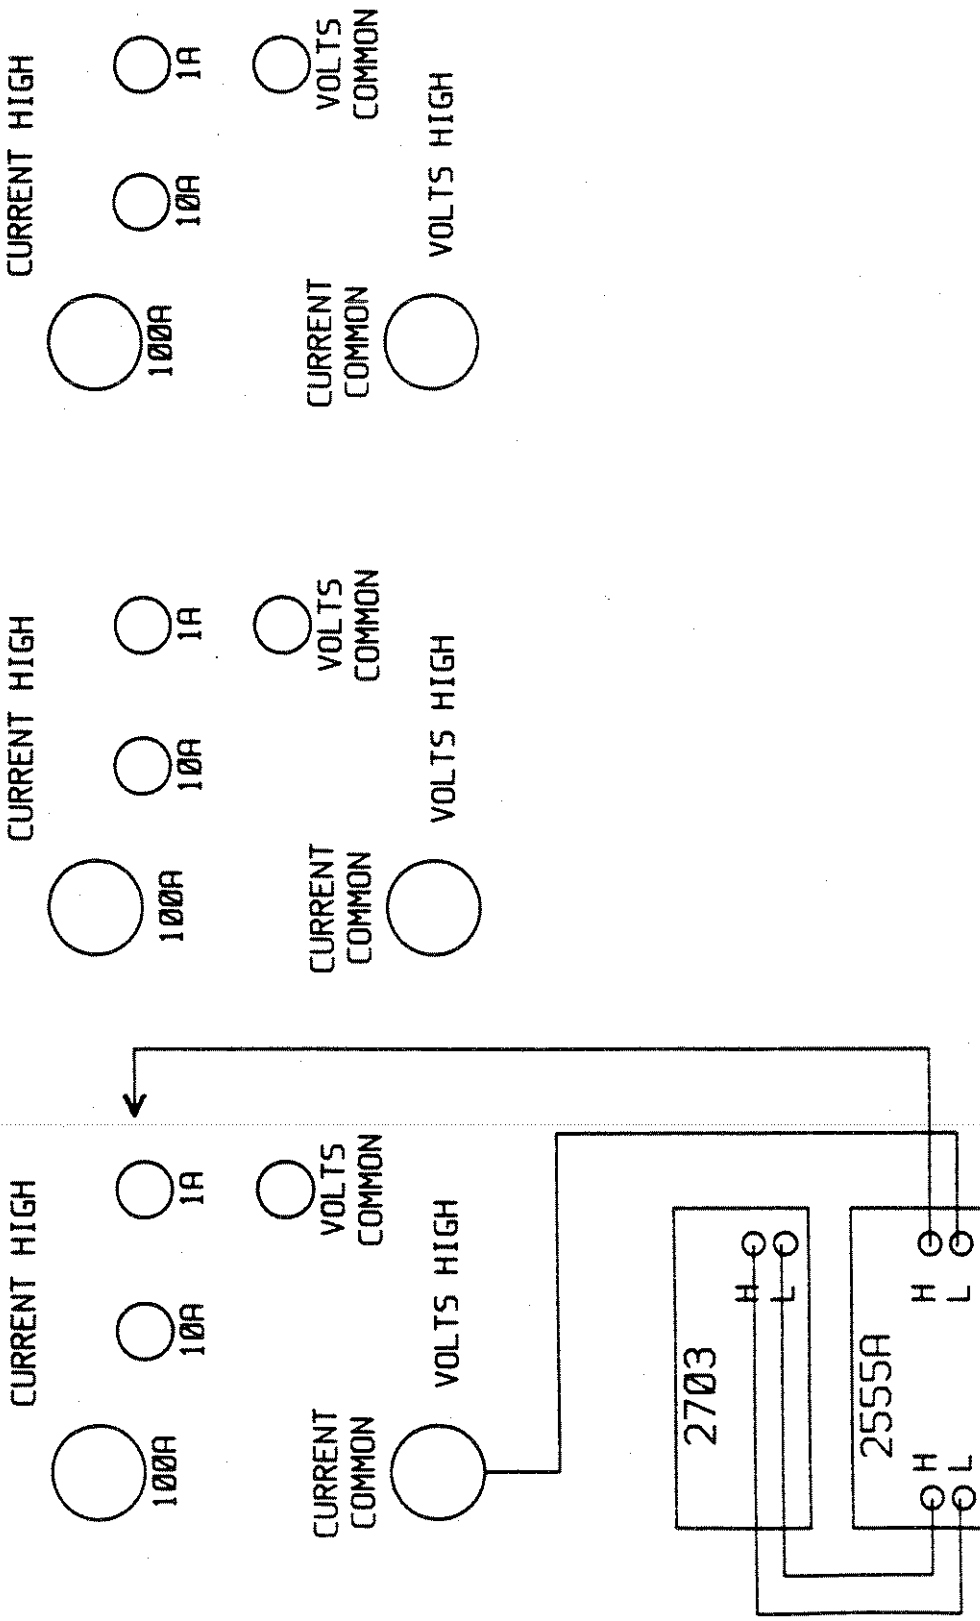 CURRENT HIGH
100A
10A
1A
CURRENT
COMMON
VOLTS
COMMON
VOLTS HIGH
CURRENT HIGH
100A
10A
1A
CURRENT
COMMON
VOLTS
COMMON
VOLTS HIGH
CURRENT HIGH
100A
10A
1A
CURRENT
COMMON
VOLTS
COMMON
VOLTS HIGH
2703
H
L
2555A
H
L
H
L